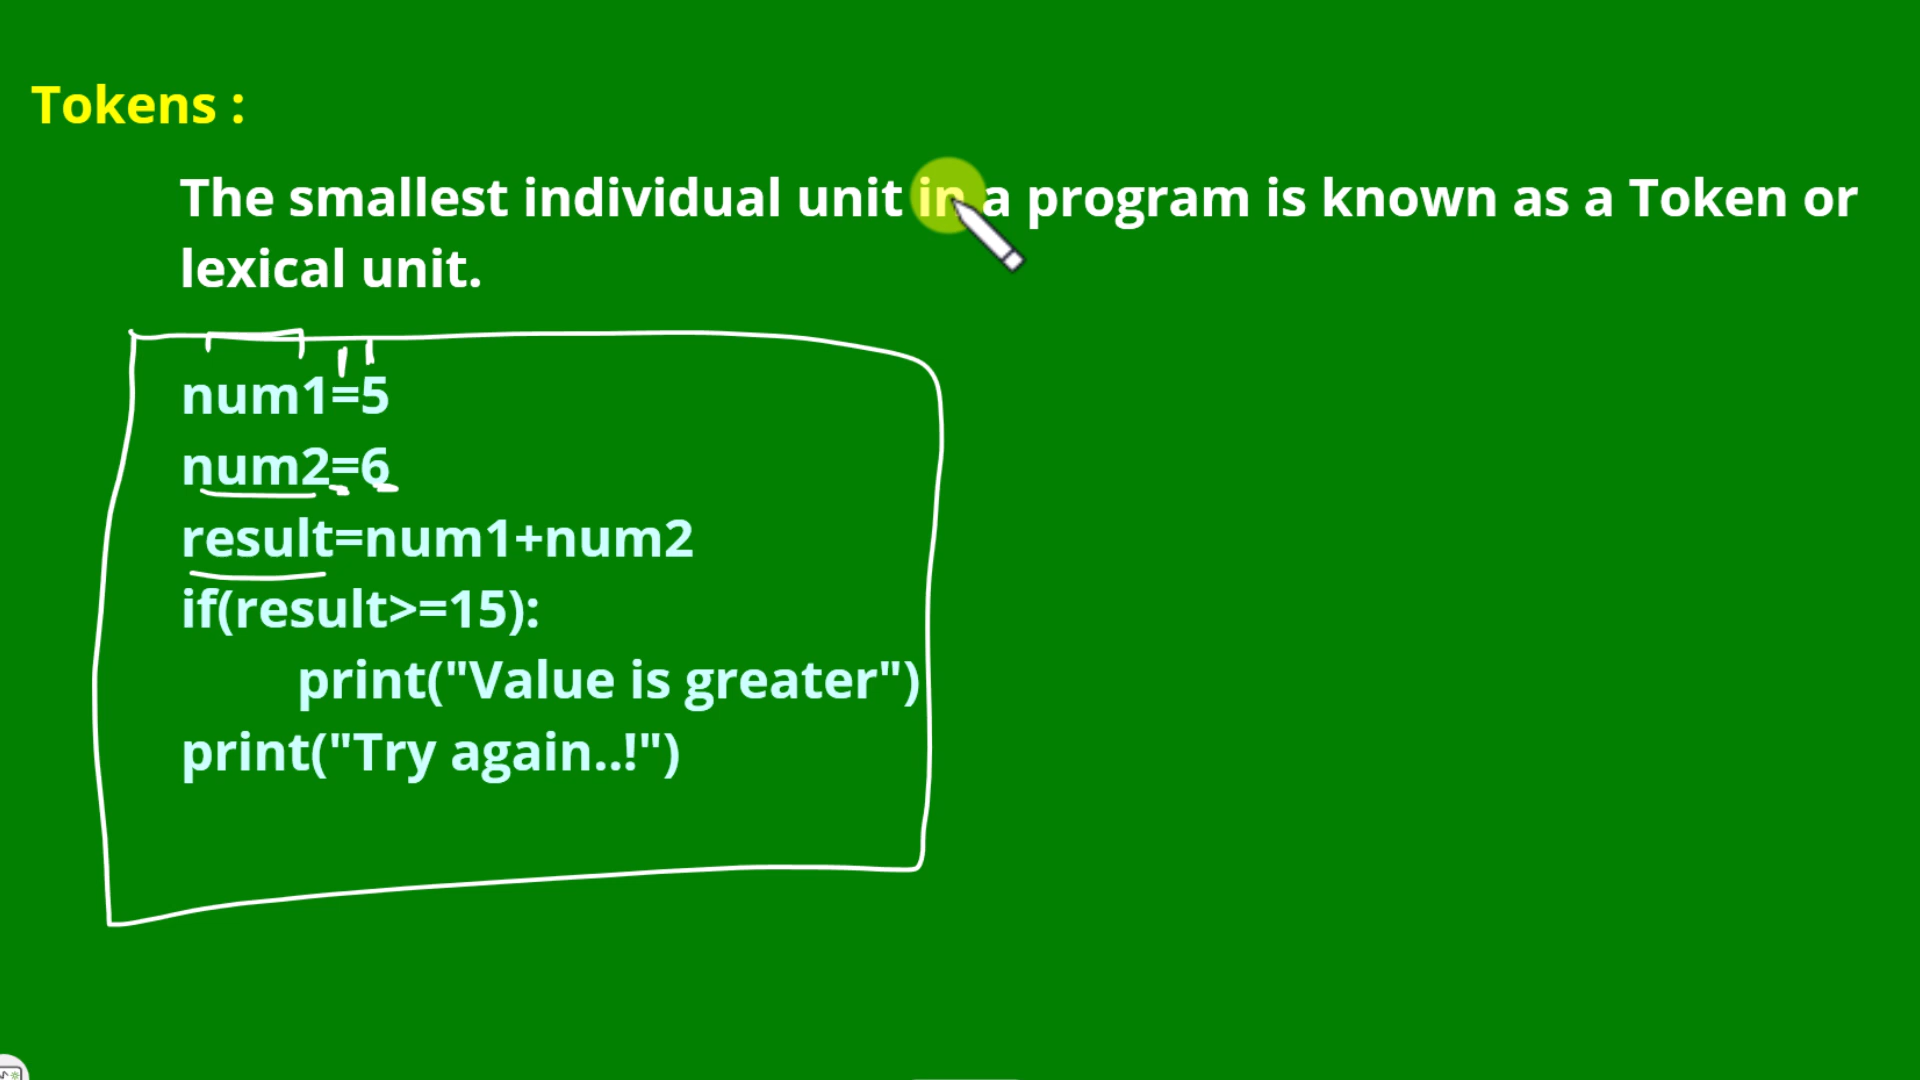 Tokens :
The smallest individual unit in a program is known as a Token or
lexical unit.
num1=5
num2=6
result=num1+num2
if(result>=15):
print("Value is greater")
print("Try again..!")